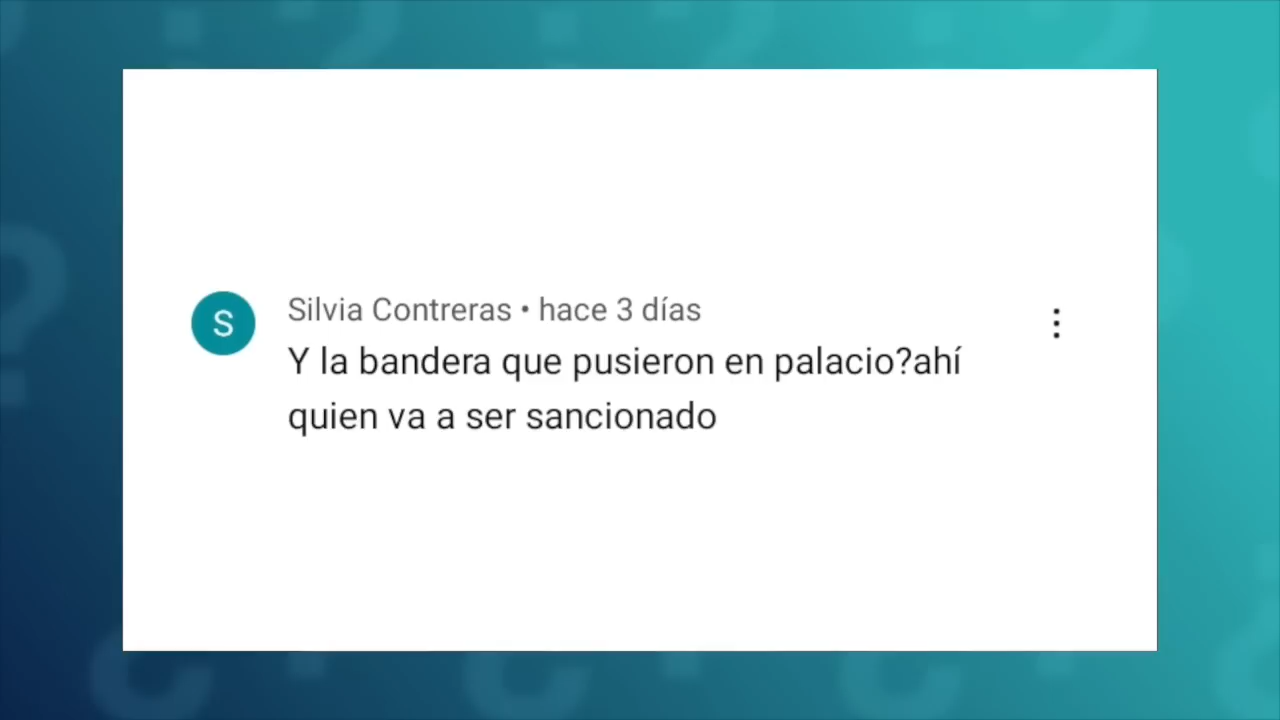 S
Silvia Contreras • hace 3 días
Y la bandera que pusieron en palacio?ahí
quien va a ser sancionado